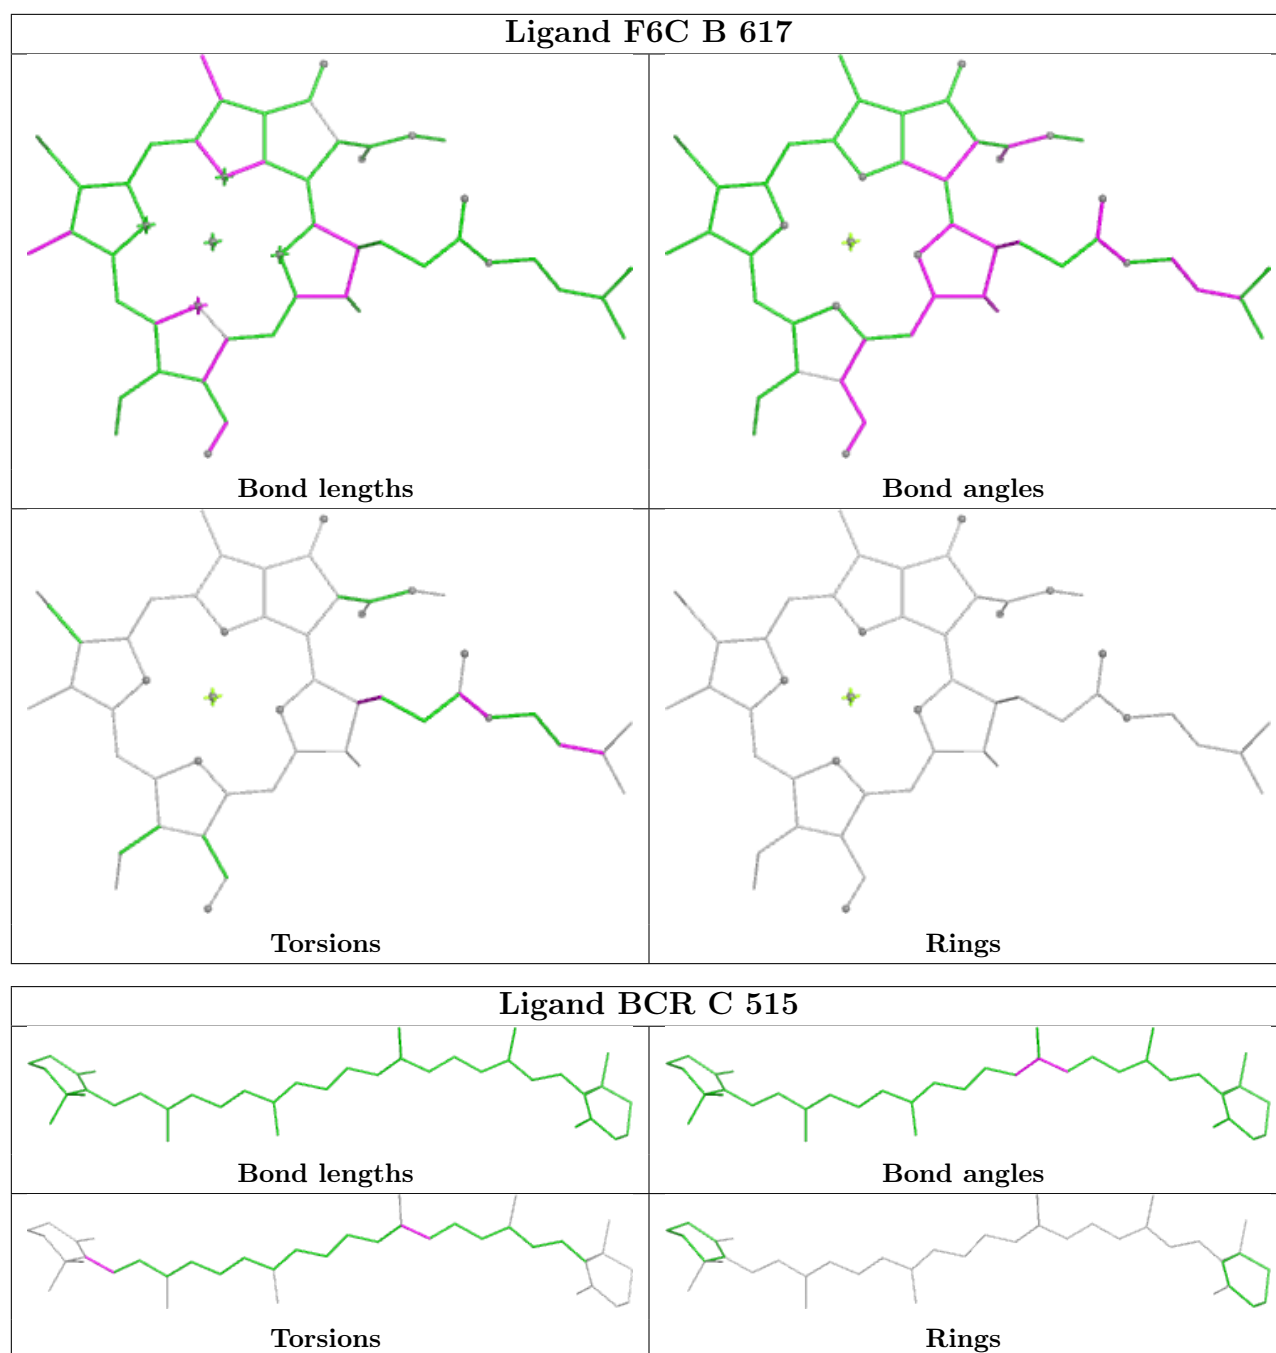 Ligand F6C B 617
Bond lengths
Bond angles
Torsions
Rings
Ligand BCR C 515
Bond lengths
Bond angles
Torsions
Rings